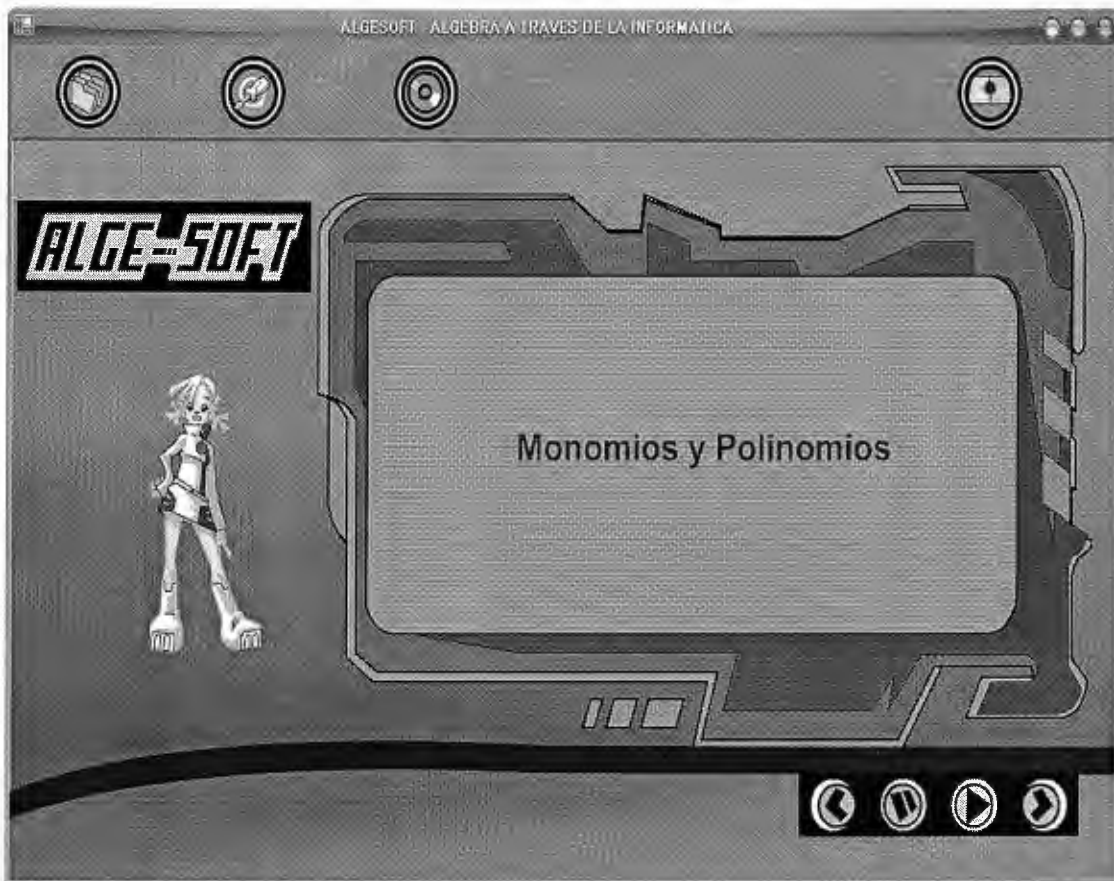 ALGESOFT - ALGEBRA A TRAVES DE LA INFORMATICA
ALGE-SOFT
Monomios y Polinomios